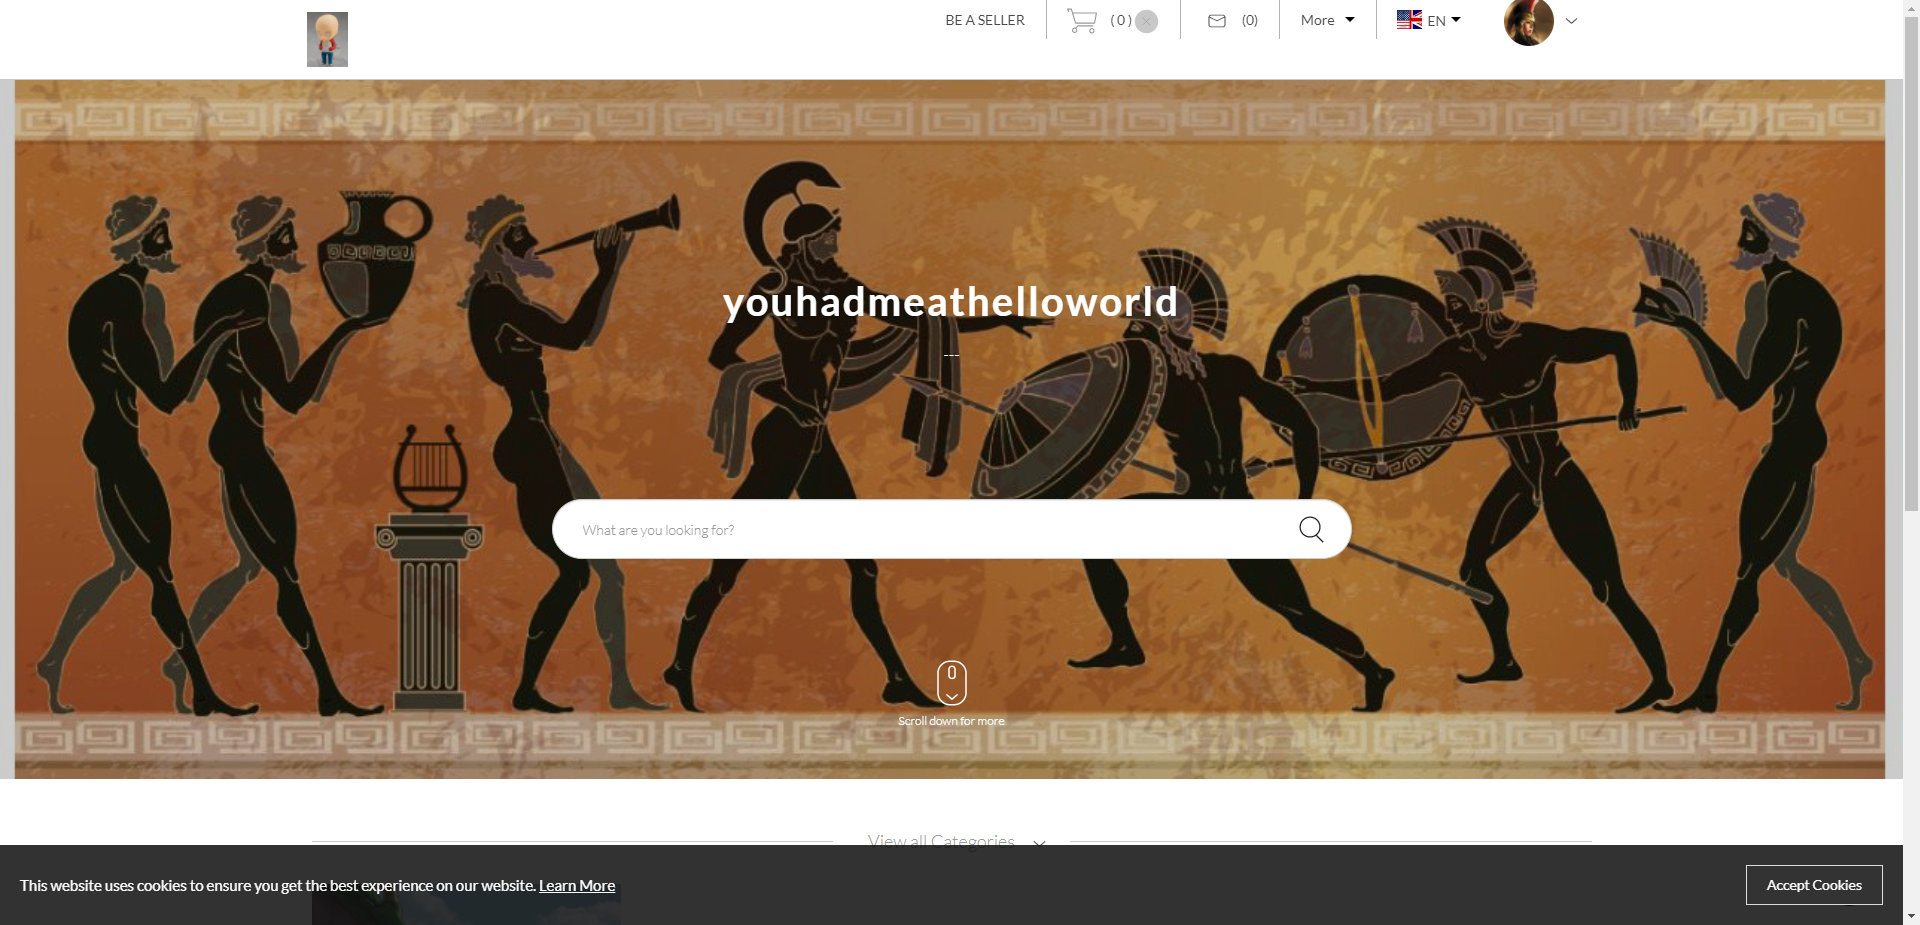 BE A SELLER
( 0 )
(0)
More
EN
youhadmeathelloworld
---
What are you looking for?
Scroll down for more
View all Categories
This website uses cookies to ensure you get the best experience on our website. Learn More
Accept Cookies